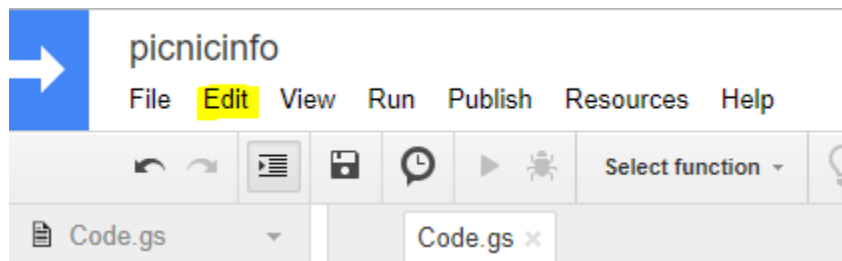 picnicinfo
File Edit View Run Publish Resources Help
Select function
Code.gs Code.gs ×